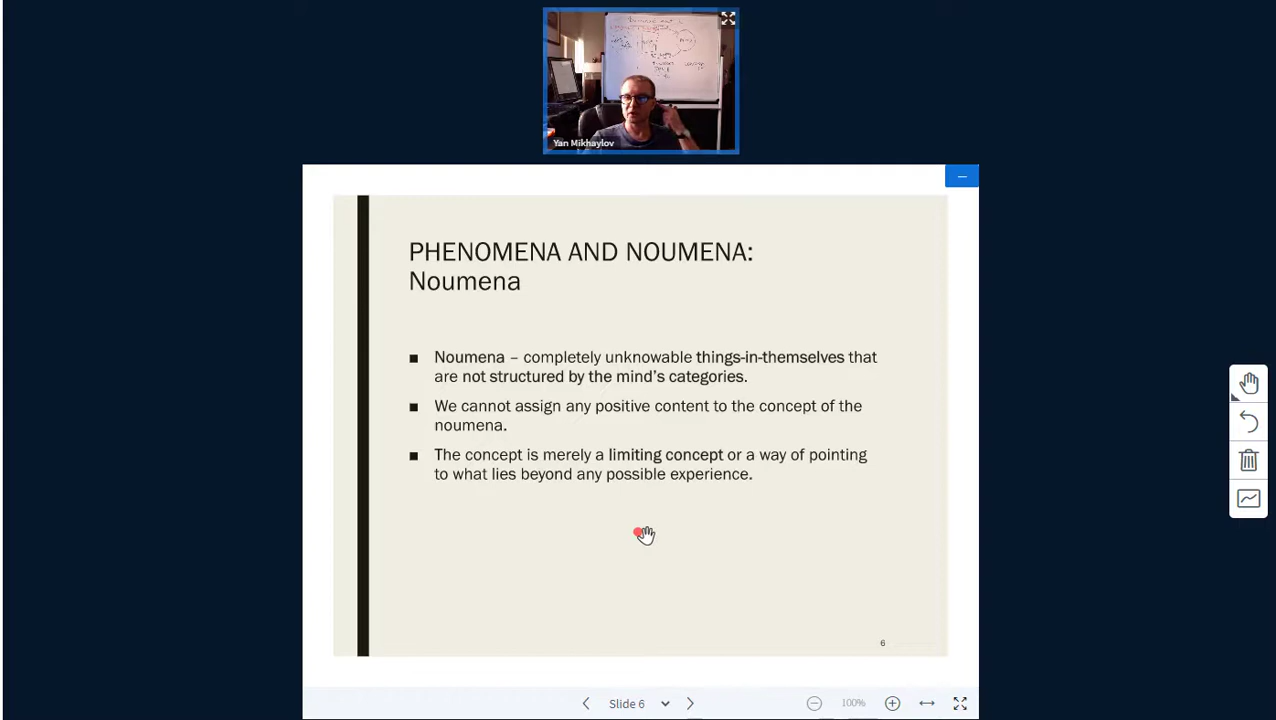 Yan Mikhaylov
PHENOMENA AND NOUMENA:
Noumena
■ Noumena – completely unknowable things-in-themselves that
are not structured by the mind's categories.
■ We cannot assign any positive content to the concept of the
noumena.
■ The concept is merely a limiting concept or a way of pointing
to what lies beyond any possible experience.
6
Slide 6
100%